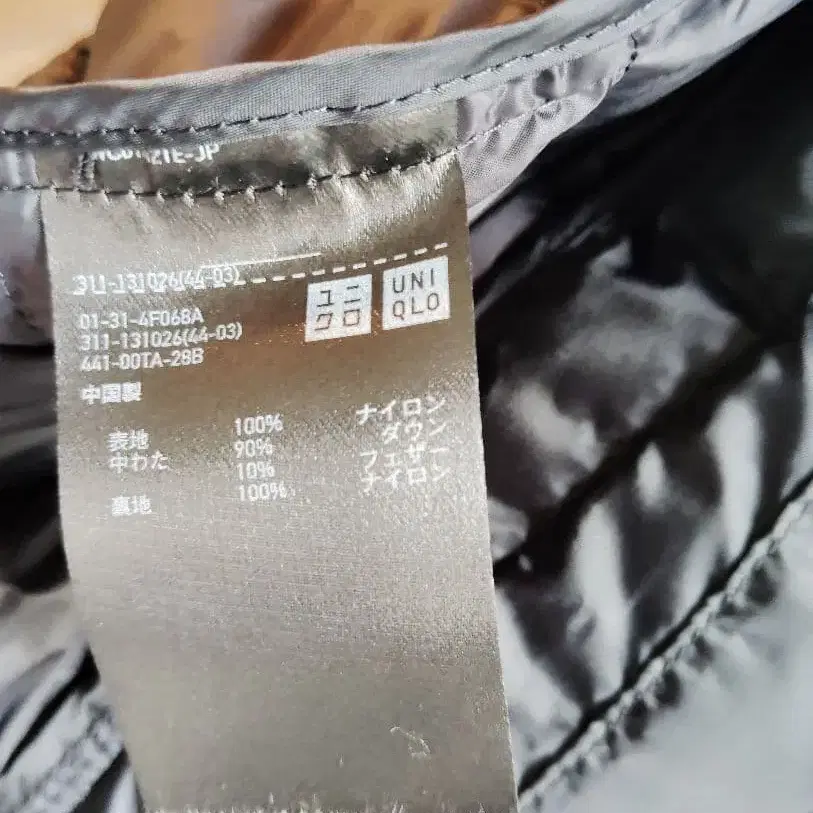 311-131026(44-03)
ユニクロ
UNIQLO
01-31-4F068A
311-131026(44-03)
441-00TA-28B
中国製
表地 100% ナイロン
中わた 90% ダウン
10% フェザー
裏地 100% ナイロン